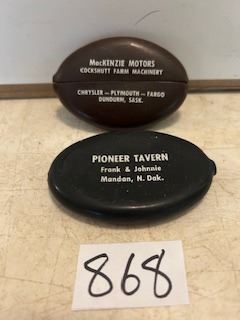 MacKENZIE MOTORS
COCKSHUTT FARM MACHINERY
CHRYSLER — PLYMOUTH — FARGO
DUNDURN, SASK.
PIONEER TAVERN
Frank & Johnnie
Mandan, N. Dak.
868